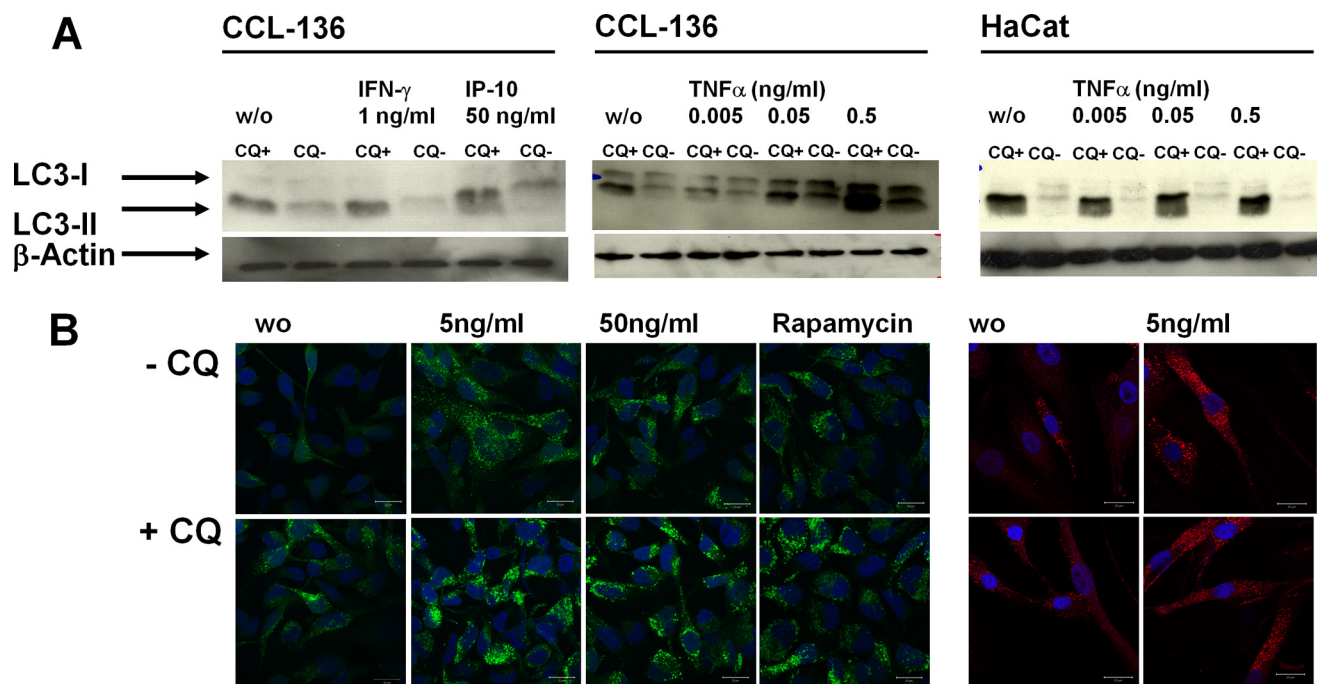 A
CCL-136 CCL-136 HaCat
IFN-γ IP-10 TNFα (ng/ml) TNFα (ng/ml)
w/o 1 ng/ml 50 ng/ml w/o 0.005 0.05 0.5 w/o 0.005 0.05 0.5
CQ+ CQ- CQ+ CQ- CQ+ CQ- CQ+ CQ- CQ+ CQ- CQ+ CQ- CQ+ CQ- CQ+ CQ- CQ+ CQ- CQ+ CQ- CQ+ CQ-
LC3-I
LC3-II
β-Actin
B
wo 5ng/ml 50ng/ml Rapamycin wo 5ng/ml
- CQ
+ CQ